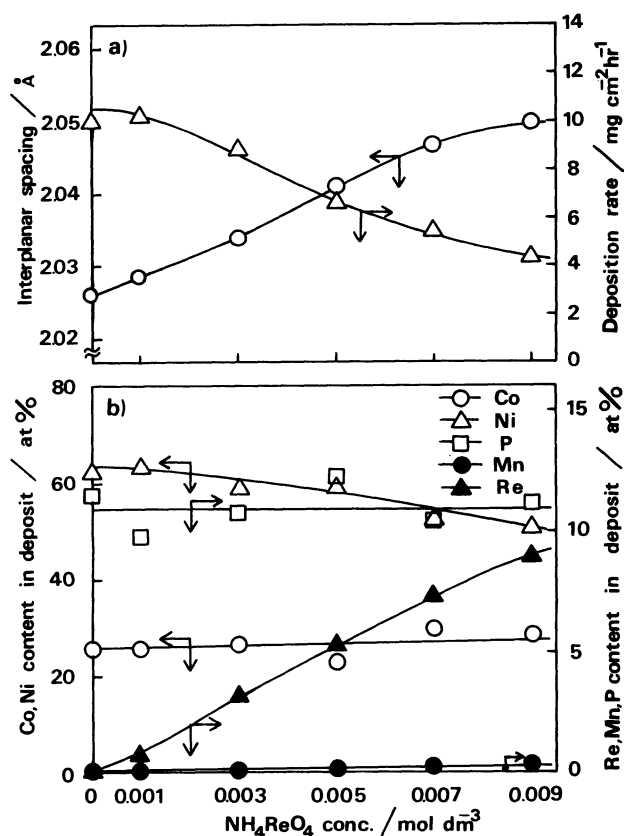 a)
2.06
2.05
2.04
2.03
2.02
Interplanar spacing / Å
14
12
10
8
6
4
2
0
Deposition rate / mg cm⁻²hr⁻¹
b)
80
60
40
20
0
Co,Ni content in deposit / at%
Co
Ni
P
Mn
Re
15
10
5
0
Re,Mn,P content in deposit / at%
0 0.001 0.003 0.005 0.007 0.009
NH₄ReO₄ conc. / mol dm⁻³